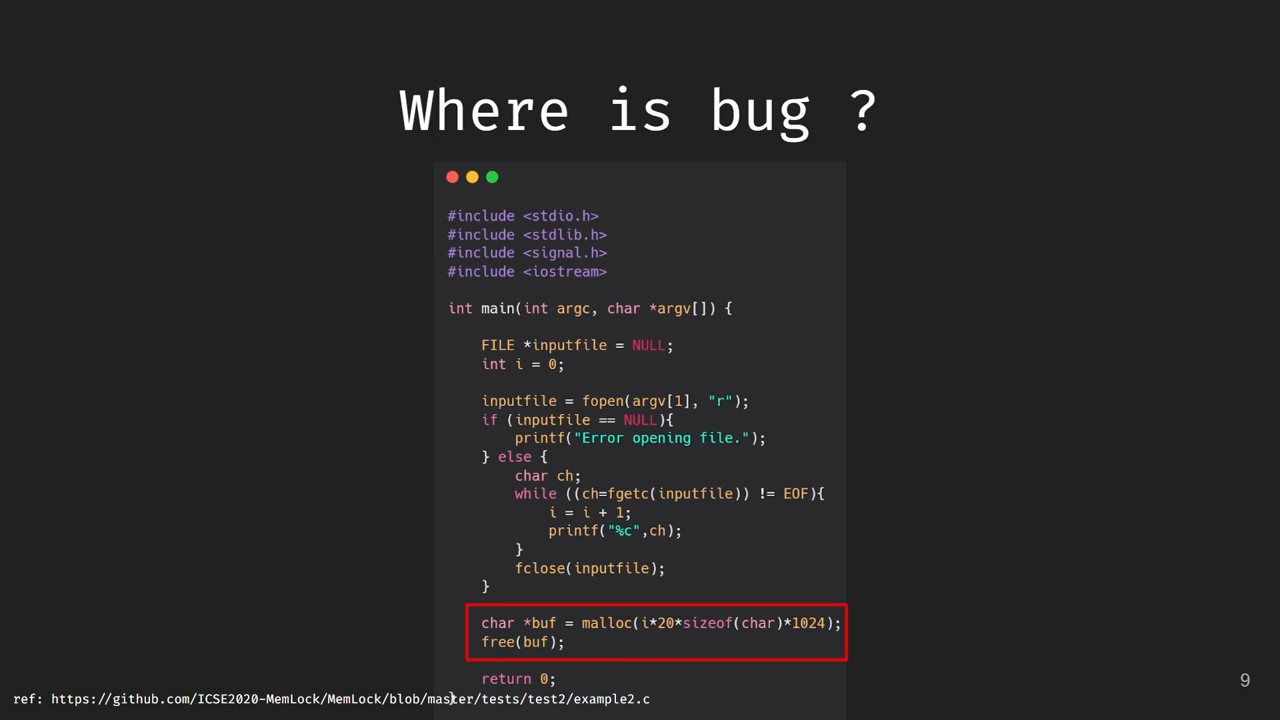 Where is bug ?
#include <stdio.h>
#include <stdlib.h>
#include <signal.h>
#include <iostream>
int main(int argc, char *argv[]) {
FILE *inputfile = NULL;
int i = 0;
inputfile = fopen(argv[1], "r");
if (inputfile == NULL){
printf("Error opening file.");
} else {
char ch;
while ((ch=fgetc(inputfile)) != EOF){
i = i + 1;
printf("%c",ch);
}
fclose(inputfile);
}
char *buf = malloc(i*20*sizeof(char)*1024);
free(buf);
return 0;
}
ref: https://github.com/ICSE2020-MemLock/MemLock/blob/master/tests/test2/example2.c
9